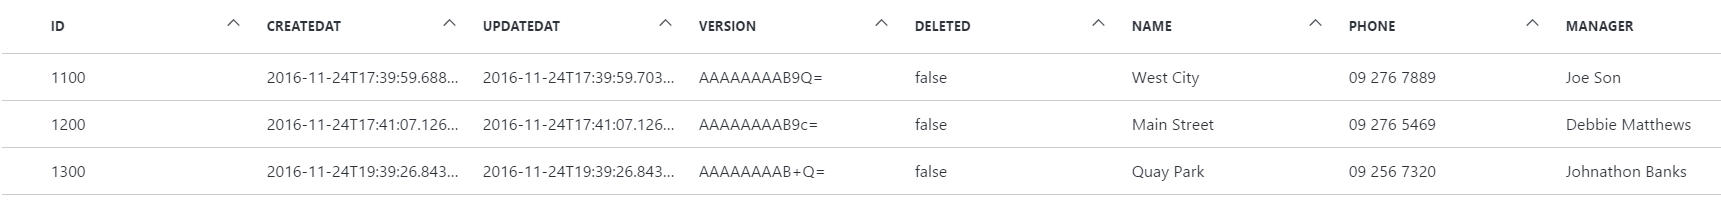 ID CREATEDAT UPDATEDAT VERSION DELETED NAME PHONE MANAGER
1100 2016-11-24T17:39:59.688... 2016-11-24T17:39:59.703... AAAAAAAAB9Q= false West City 09 276 7889 Joe Son
1200 2016-11-24T17:41:07.126... 2016-11-24T17:41:07.126... AAAAAAAAB9c= false Main Street 09 276 5469 Debbie Matthews
1300 2016-11-24T19:39:26.843... 2016-11-24T19:39:26.843... AAAAAAAAB+Q= false Quay Park 09 256 7320 Johnathon Banks